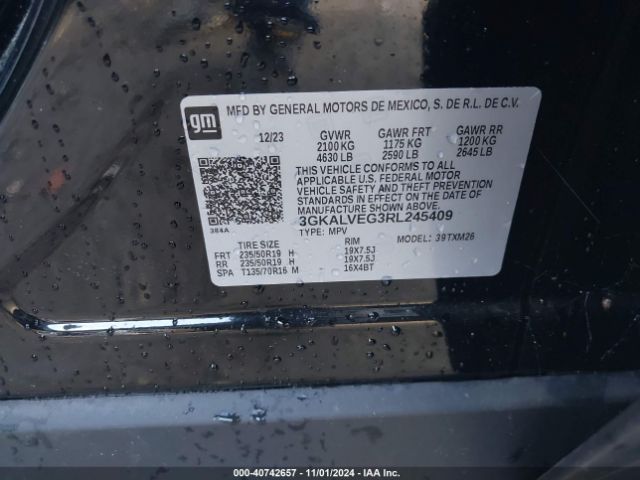 gm
MFD BY GENERAL MOTORS DE MEXICO, S. DE R.L. DE C.V.
12/23 GVWR GAWR FRT GAWR RR
2100 KG 1175 KG 1200 KG
4630 LB 2590 LB 2645 LB
THIS VEHICLE CONFORMS TO ALL
APPLICABLE U.S. FEDERAL MOTOR
VEHICLE SAFETY AND THEFT PREVENTION
STANDARDS IN EFFECT ON THE DATE OF
MANUFACTURE SHOWN ABOVE.
3GKALVEG3RL245409
384A
TYPE: MPV MODEL: 39TXM26
TIRE SIZE RIM
FRT 235/50R19 H 19X7.5J
RR 235/50R19 H 19X7.5J
SPA T135/70R16 M 16X4BT
000-40742657 - 11/01/2024 - IAA Inc.